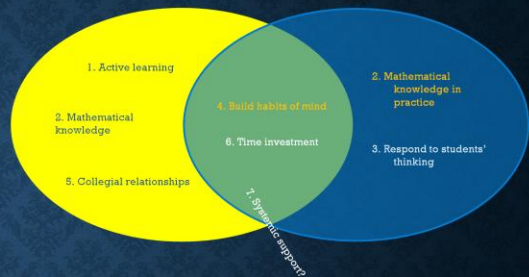 1. Active learning
2. Mathematical
knowledge
5. Collegial relationships
4. Build habits of mind
6. Time investment
7. Systemic support?
2. Mathematical
knowledge in
practice
3. Respond to students'
thinking